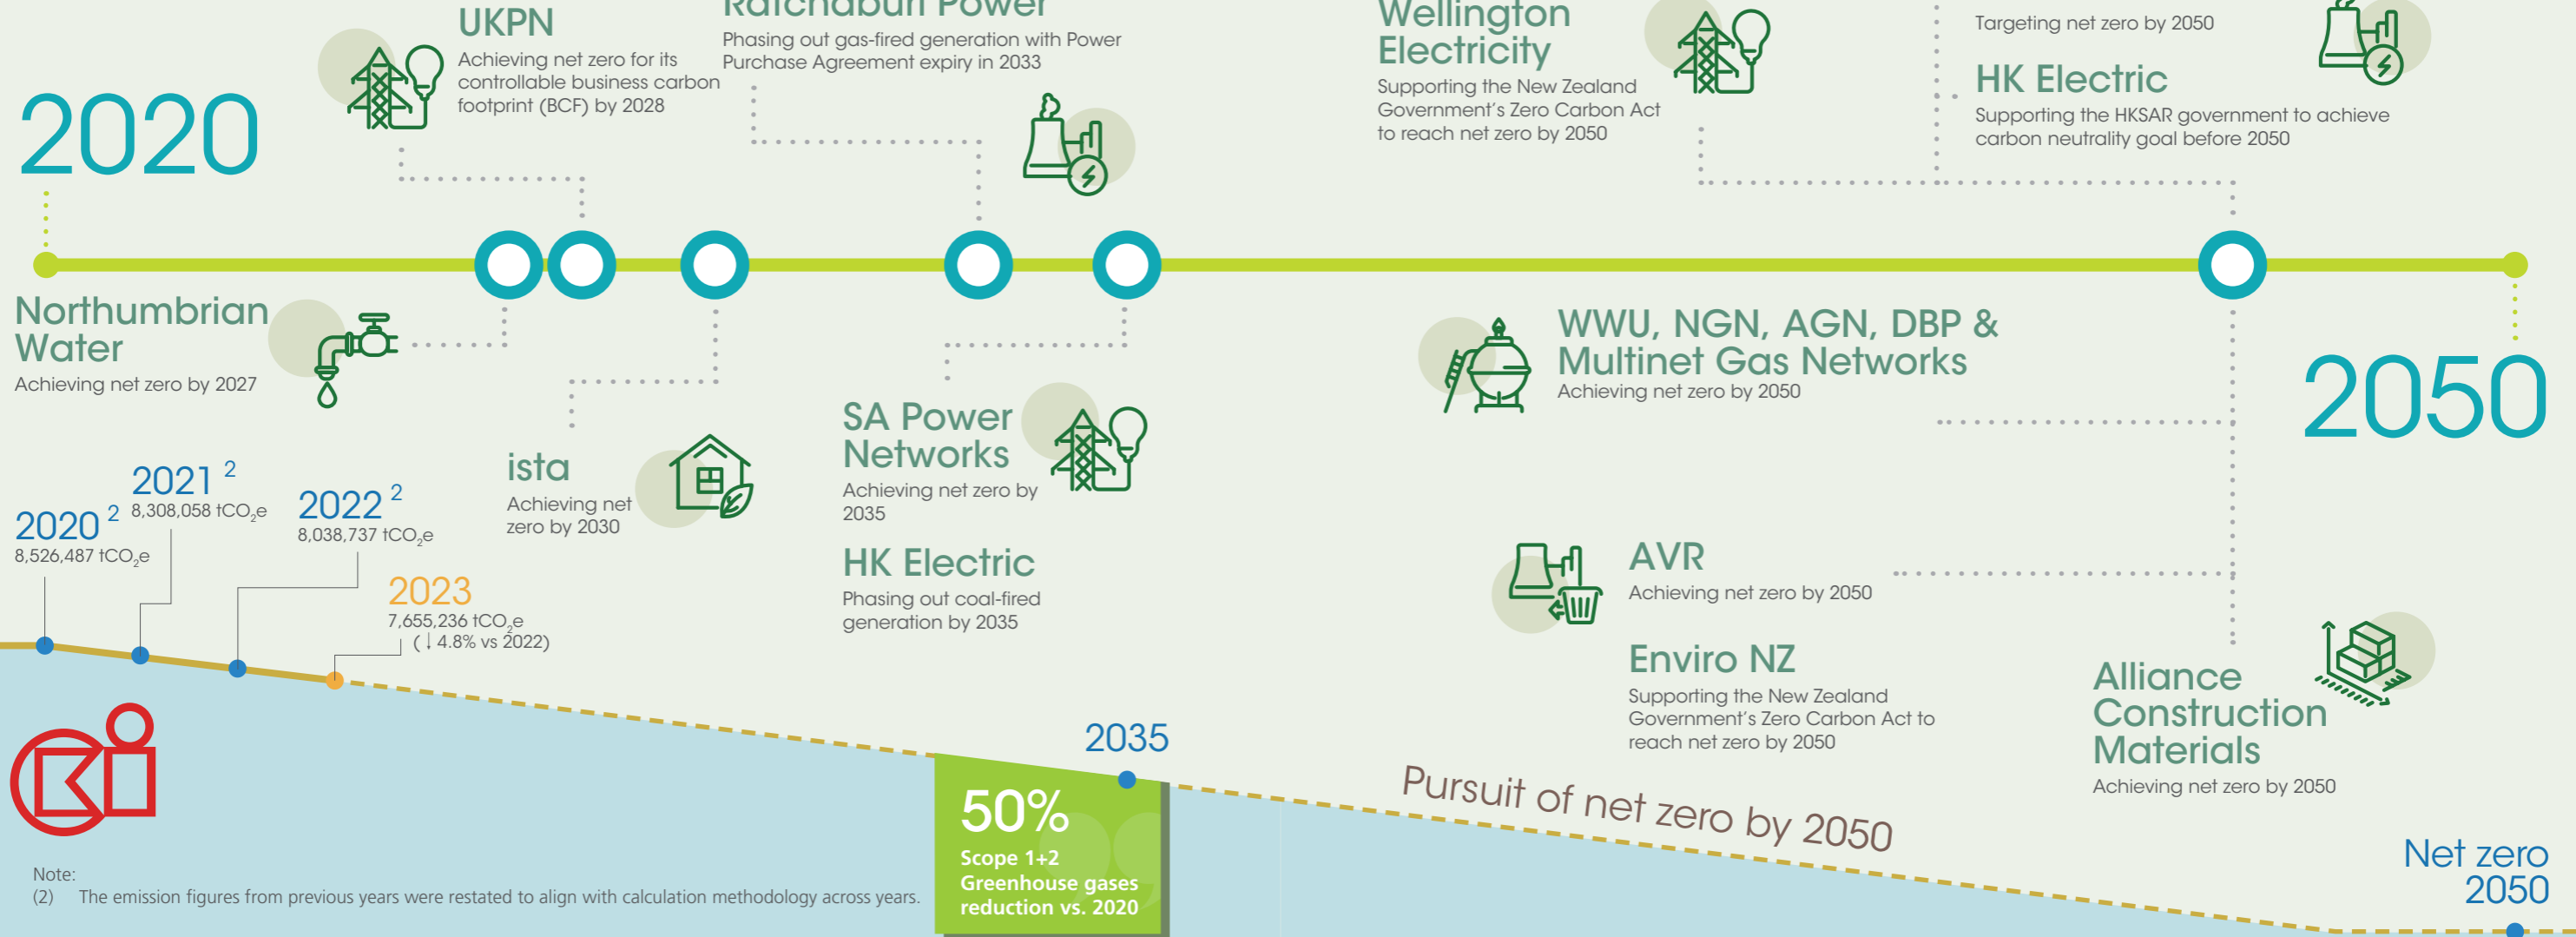 UKPN
Achieving net zero for its
controllable business carbon
footprint (BCF) by 2028
Ratchaburi Power
Phasing out gas-fired generation with Power
Purchase Agreement expiry in 2033
Wellington
Electricity
Supporting the New Zealand
Government's Zero Carbon Act
to reach net zero by 2050
Targeting net zero by 2050
HK Electric
Supporting the HKSAR government to achieve
carbon neutrality goal before 2050
2020
Northumbrian
Water
Achieving net zero by 2027
ista
Achieving net
zero by 2030
SA Power
Networks
Achieving net zero by
2035
HK Electric
Phasing out coal-fired
generation by 2035
WWU, NGN, AGN, DBP &
Multinet Gas Networks
Achieving net zero by 2050
AVR
Achieving net zero by 2050
Enviro NZ
Supporting the New Zealand
Government's Zero Carbon Act to
reach net zero by 2050
2050
Alliance
Construction
Materials
Achieving net zero by 2050
2020 2
8,526,487 tCO2e
2021 2
8,308,058 tCO2e
2022 2
8,038,737 tCO2e
2023
7,655,236 tCO2e
(↓4.8% vs 2022)
2035
50%
Scope 1+2
Greenhouse gases
reduction vs. 2020
Pursuit of net zero by 2050
Net zero
2050
Note:
(2) The emission figures from previous years were restated to align with calculation methodology across years.